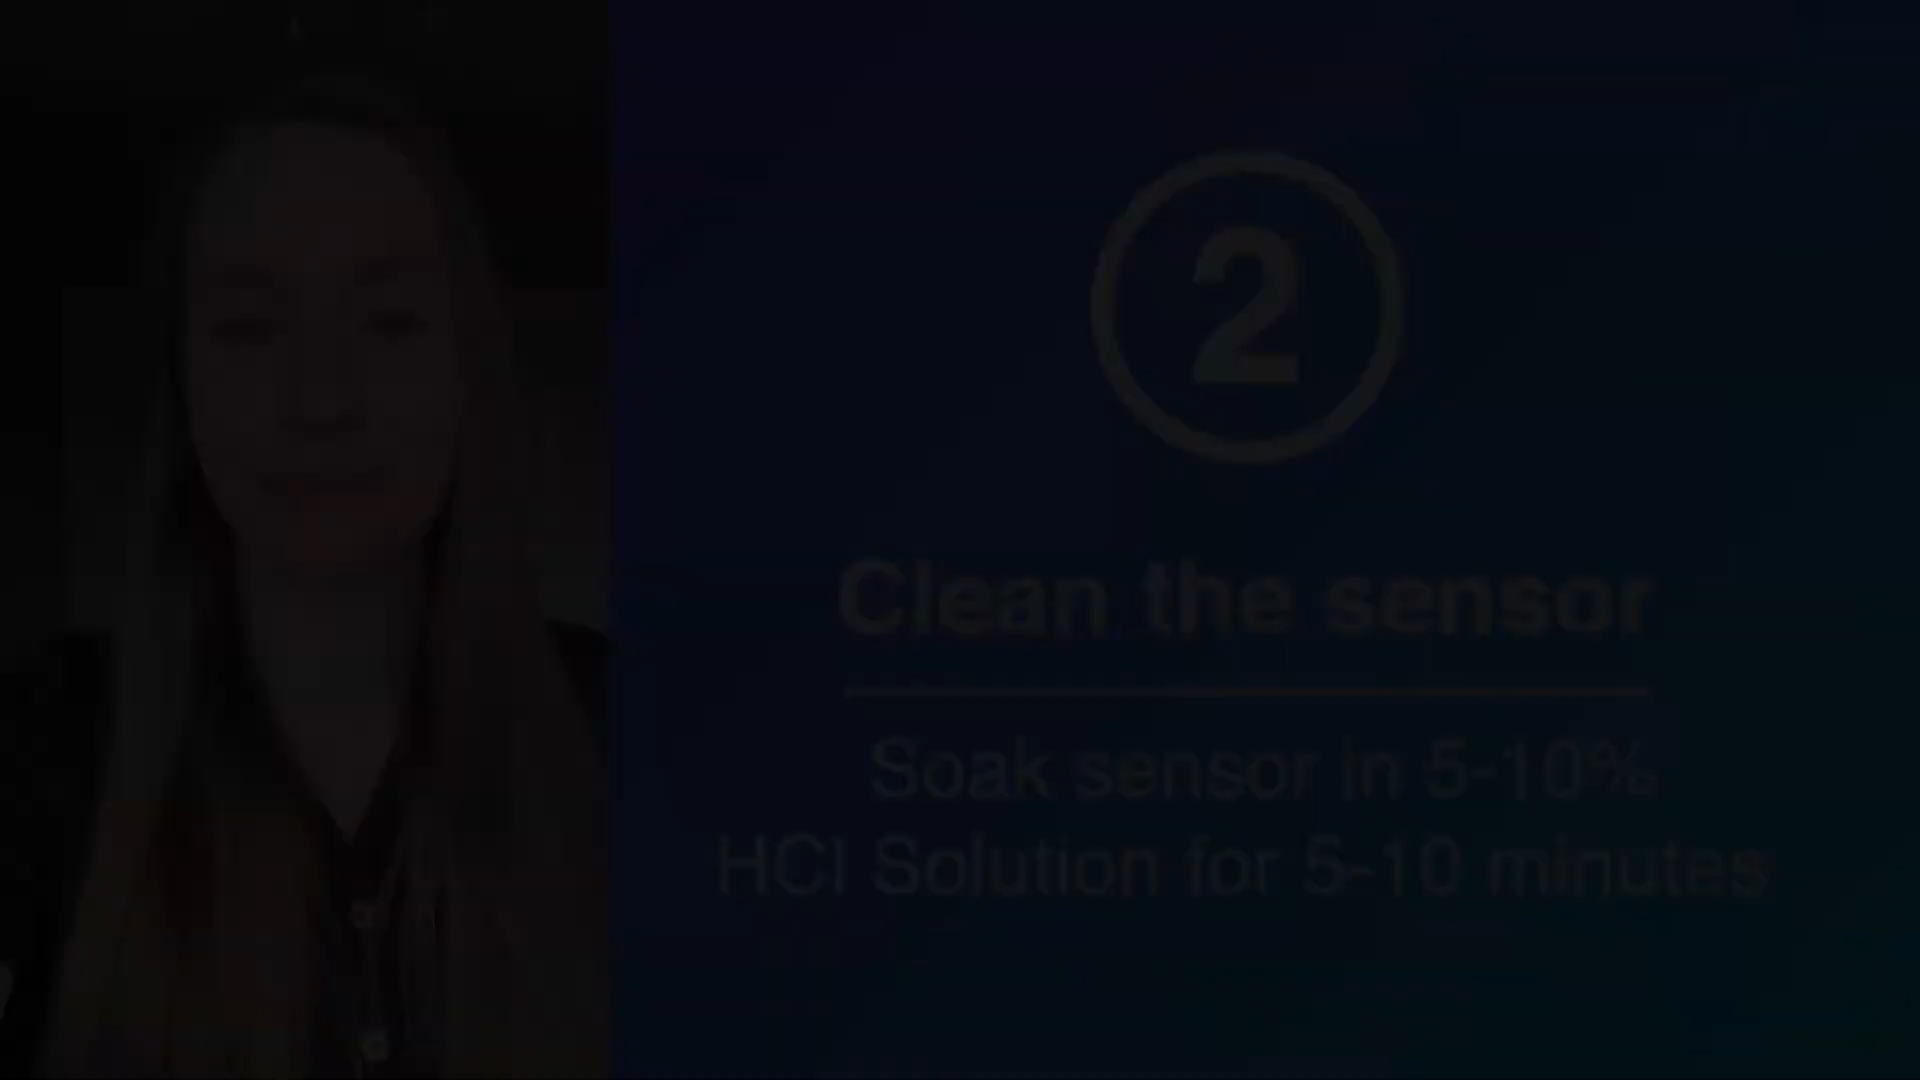 2
Clean the sensor
Soak sensor in 5-10%
HCl Solution for 5-10 minutes